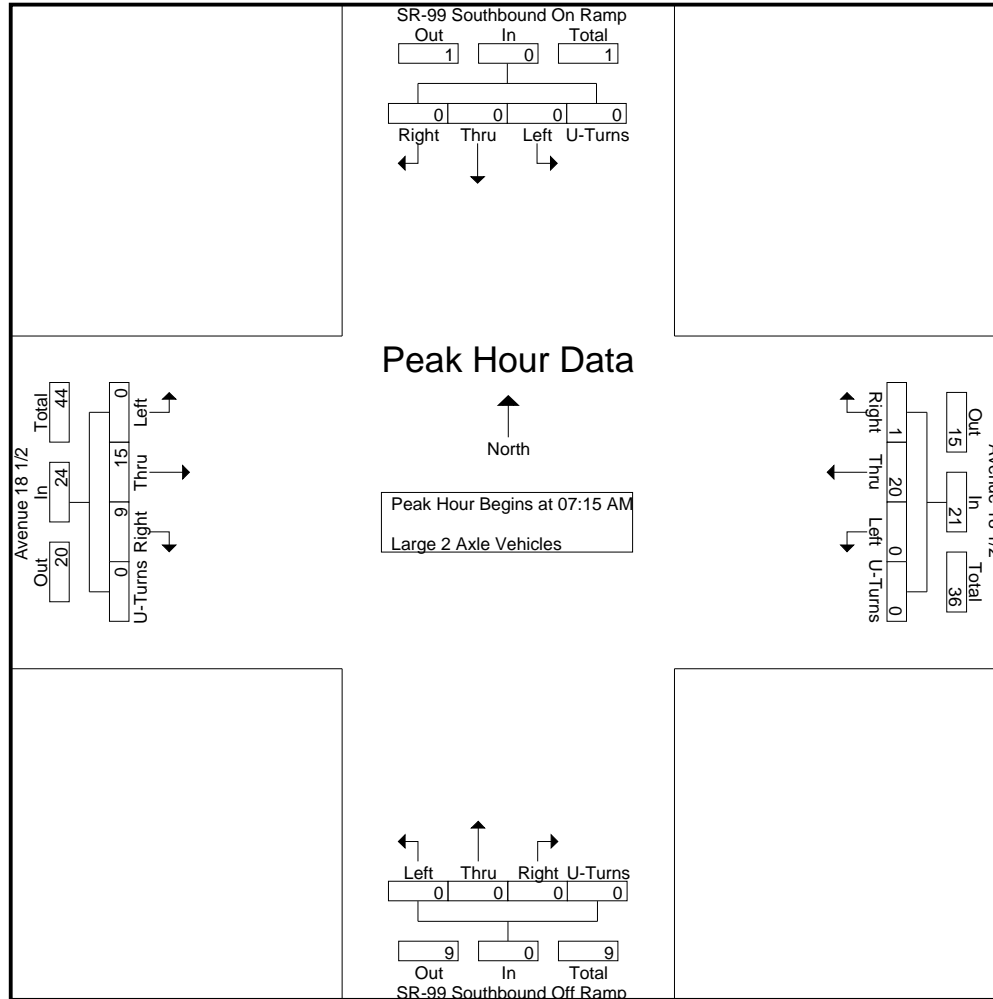 SR-99 Southbound On Ramp
Out In Total
1 0 1
0 0 0 0
Right Thru Left U-Turns
Peak Hour Data
North
Peak Hour Begins at 07:15 AM
Large 2 Axle Vehicles
Avenue 18 1/2
Out In Total
20 24 44
0 15 9 0
Left Thru Right U-Turns
Right Thru Left U-Turns
1 20 0 0
Out In Total
15 21 36
Avenue 18 1/2
Left Thru Right U-Turns
0 0 0 0
9 0 9
Out In Total
SR-99 Southbound Off Ramp